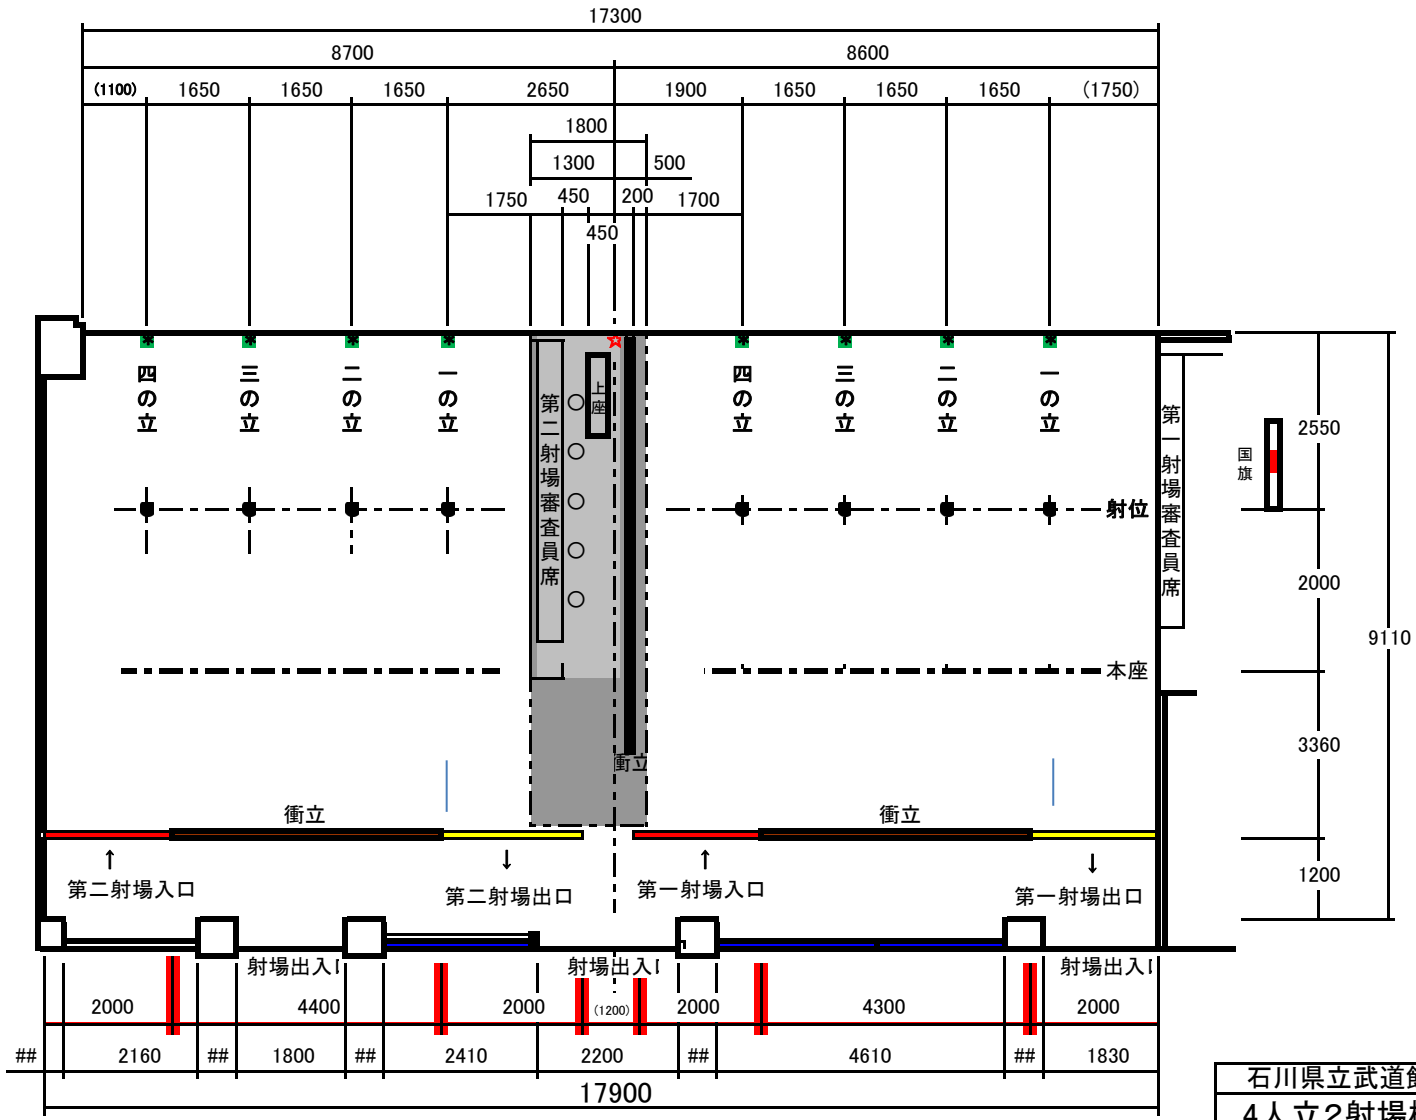 17300
8700 8600
(1100) 1650 1650 1650 2650 1900 1650 1650 1650 (1750)
1800
1300 500
1750 450 200 1700
450
四の立 三の立 二の立 一の立 四の立 三の立 二の立 一の立
上座
第二射場審査員席
第一射場審査員席
国旗
射位
本座
2550
2000
9110
3360
1200
衝立
衝立 衝立
↑ ↓ ↑ ↓
第二射場入口 第二射場出口 第一射場入口 第一射場出口
射場出入 射場出入 射場出入
2000 4400 2000 (1200) 2000 4300 2000
## 2160 ## 1800 ## 2410 2200 ## 4610 ## 1830
17900
石川県立武道館
4人立2射場